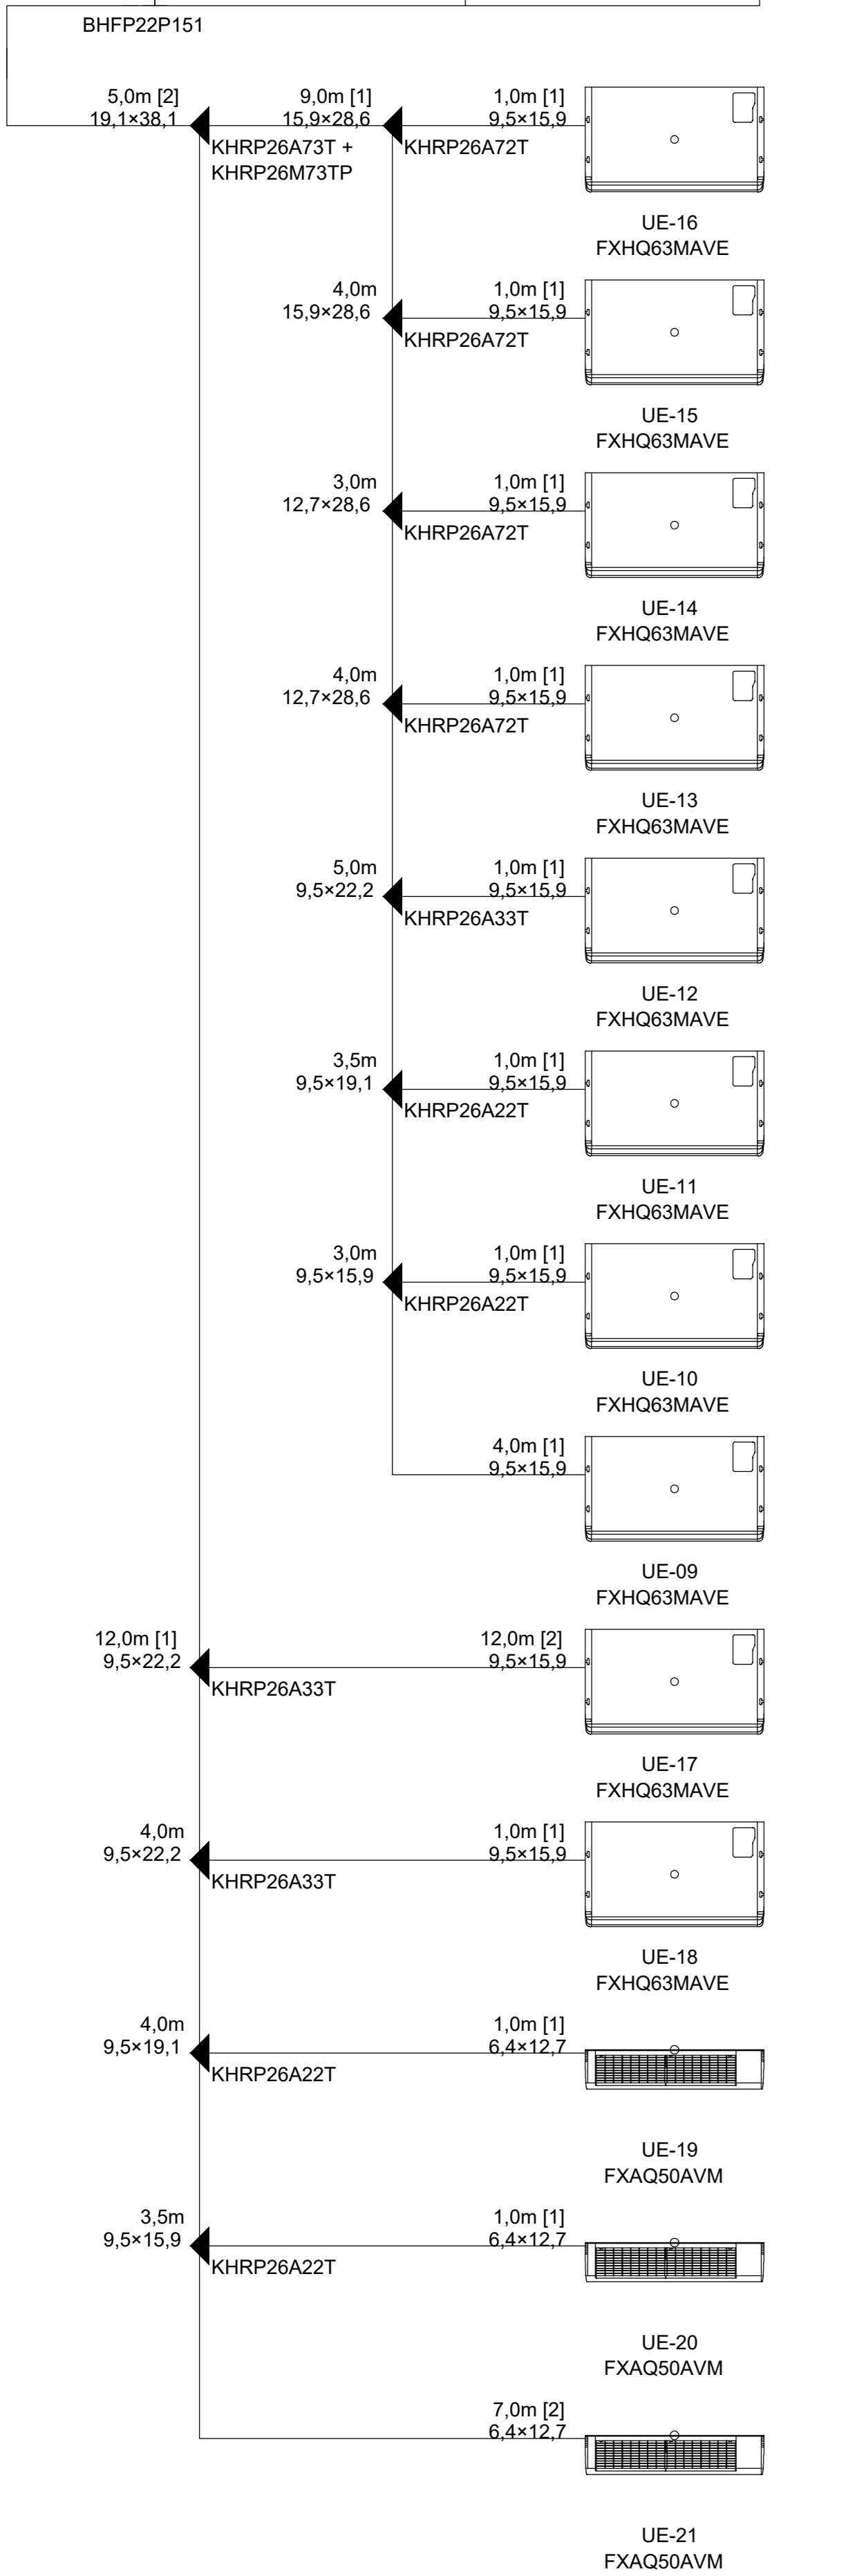 BHFP22P151
5,0m [2]
19,1×38,1
KHRP26A73T +
KHRP26M73TP
9,0m [1]
15,9×28,6
KHRP26A72T
1,0m [1]
9,5×15,9
UE-16
FXHQ63MAVE
4,0m
15,9×28,6
KHRP26A72T
1,0m [1]
9,5×15,9
UE-15
FXHQ63MAVE
3,0m
12,7×28,6
KHRP26A72T
1,0m [1]
9,5×15,9
UE-14
FXHQ63MAVE
4,0m
12,7×28,6
KHRP26A72T
1,0m [1]
9,5×15,9
UE-13
FXHQ63MAVE
5,0m
9,5×22,2
KHRP26A33T
1,0m [1]
9,5×15,9
UE-12
FXHQ63MAVE
3,5m
9,5×19,1
KHRP26A22T
1,0m [1]
9,5×15,9
UE-11
FXHQ63MAVE
3,0m
9,5×15,9
KHRP26A22T
1,0m [1]
9,5×15,9
UE-10
FXHQ63MAVE
4,0m [1]
9,5×15,9
UE-09
FXHQ63MAVE
12,0m [1]
9,5×22,2
KHRP26A33T
12,0m [2]
9,5×15,9
UE-17
FXHQ63MAVE
4,0m
9,5×22,2
KHRP26A33T
1,0m [1]
9,5×15,9
UE-18
FXHQ63MAVE
4,0m
9,5×19,1
KHRP26A22T
1,0m [1]
6,4×12,7
UE-19
FXAQ50AVM
3,5m
9,5×15,9
KHRP26A22T
1,0m [1]
6,4×12,7
UE-20
FXAQ50AVM
7,0m [2]
6,4×12,7
UE-21
FXAQ50AVM